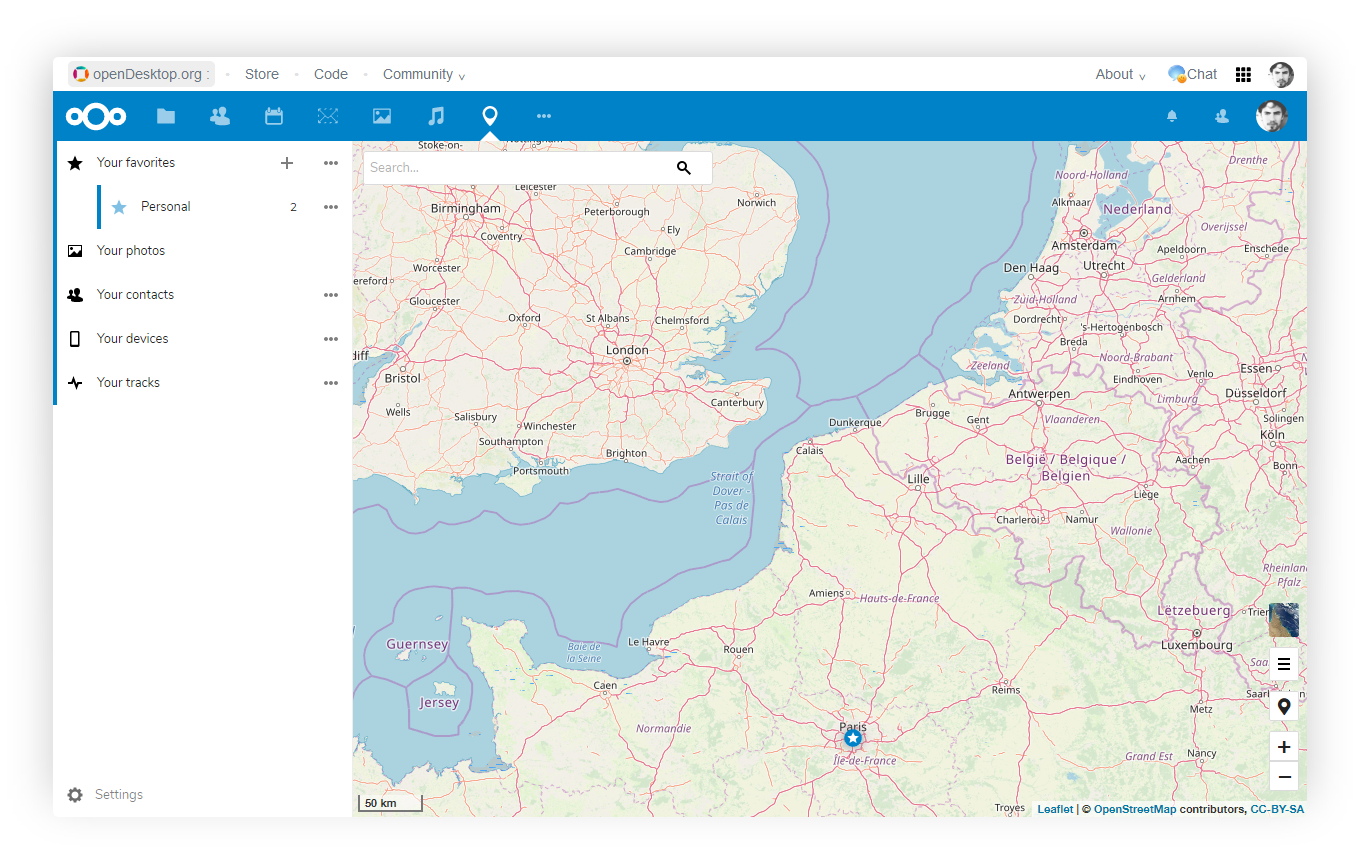 openDesktop.org :
Store
Code
Community
About
Chat
Your favorites
Personal 2
Your photos
Your contacts
Your devices
Your tracks
Settings
Search...
Stoke-on-
Leicester
Birmingham
Peterborough
Norwich
Coventry
Ely
Cambridge
Worcester
ereford
Gloucester
Oxford
St Albans
Chelmsford
London
diff
Bristol
Canterbury
Wells
Salisbury
Winchester
Southampton
Brighton
Portsmouth
Strait of
Dover -
Pas de
Calais
Drenthe
Noord-Holland
Alkmaar
Nederland
Overijssel
Amsterdam
Apeldoorn
Enschede
Den Haag
Utrecht
Gelderland
Zuid-Holland
Arnhem
Dordrecht
's-Hertogenbosch
Breda
Noord-Brabant
Zeeland
Eindhoven
Venlo
Essen
Antwerpen
Limburg
Düsseldorf
Dunkerque
Brugge
Gent
Vlaanderen
Solingen
Köln
Calais
België / Belgique /
Belgien
Aachen
Bonn
Lille
Liège
Charleroi
Namur
Wallonie
Rheinlan
Pfalz
Amiens
Hauts-de-France
Lëtzebuerg
Trier
Luxembourg
Guernsey
Baie de
la Seine
Le Havre
Rouen
Caen
Jersey
Reims
Saa
Saarl
Metz
Normandie
Paris
Île-de-France
Grand Est
Nancy
Troyes
50 km
Leaflet | © OpenStreetMap contributors, CC-BY-SA